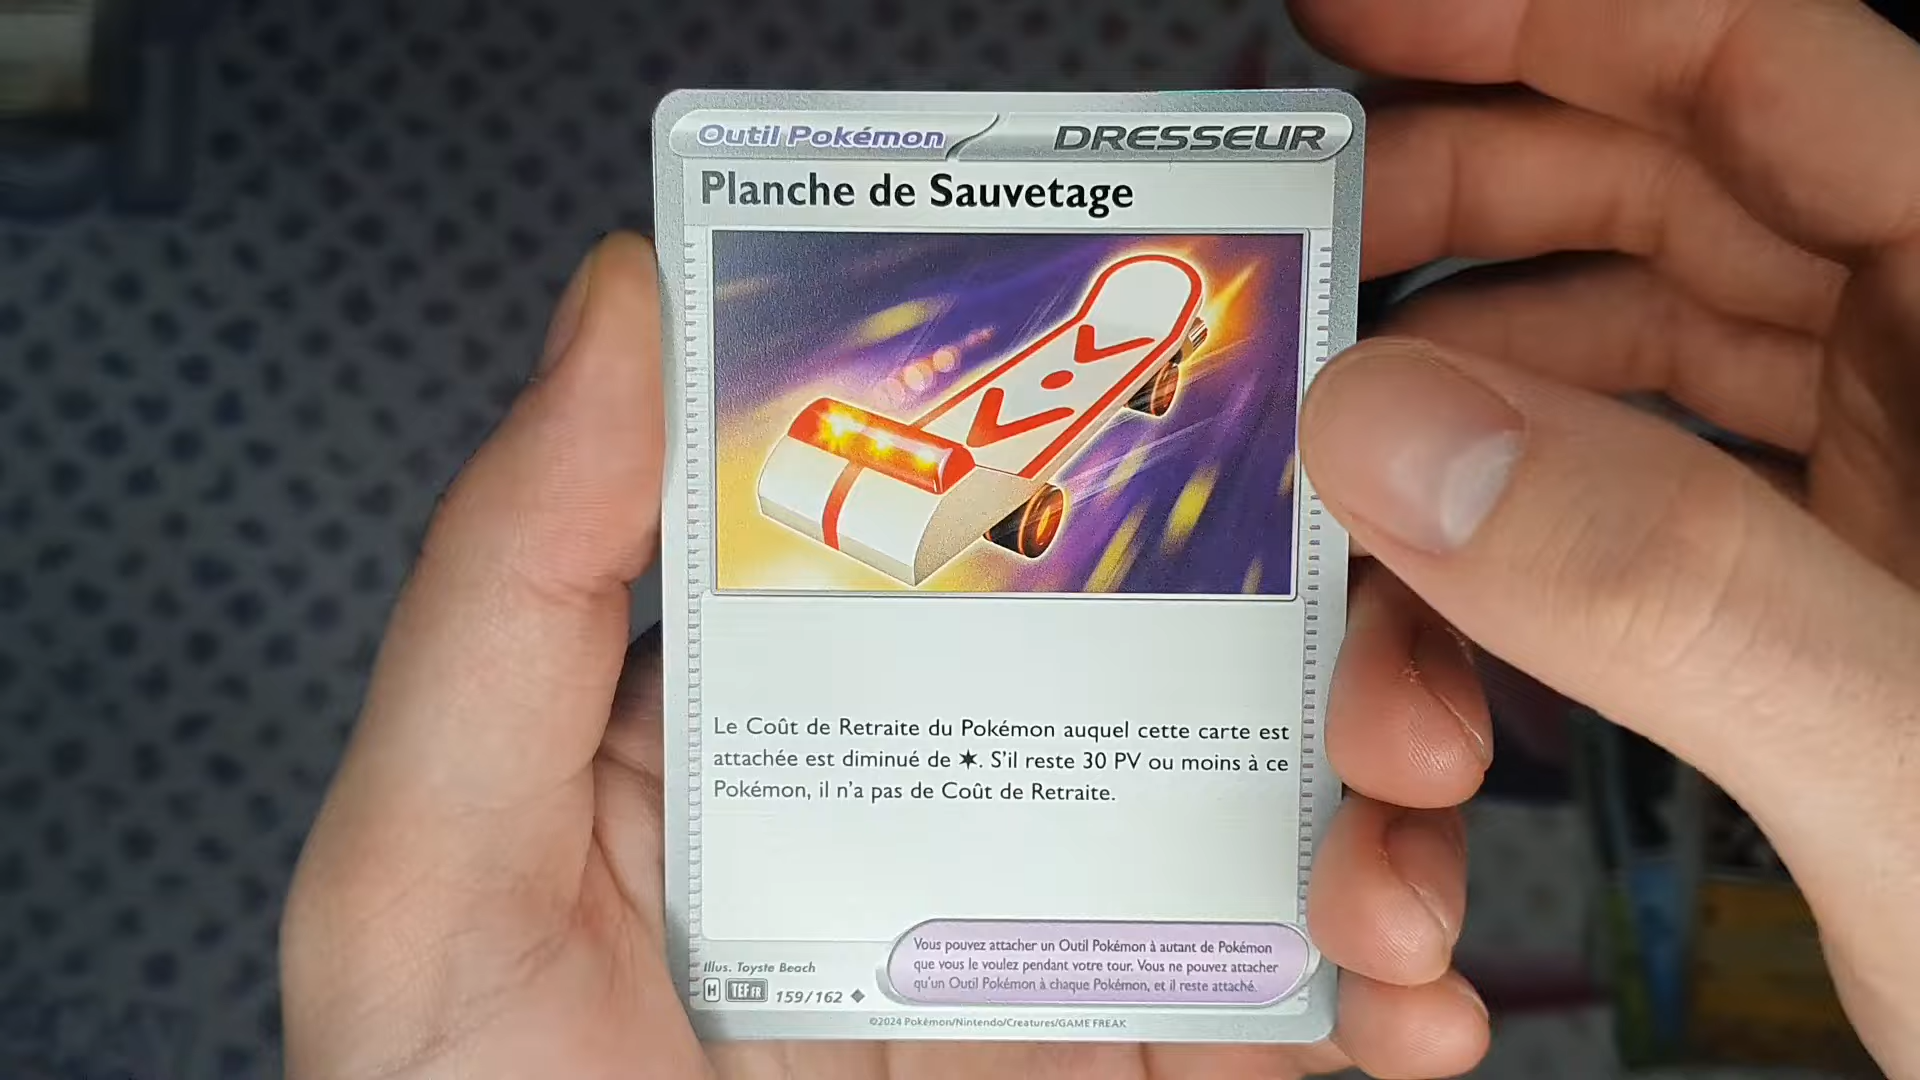 Outil Pokémon
DRESSEUR
Planche de Sauvetage
Le Coût de Retraite du Pokémon auquel cette carte est
attachée est diminué de ✶. S'il reste 30 PV ou moins à ce
Pokémon, il n'a pas de Coût de Retraite.
Vous pouvez attacher un Outil Pokémon à autant de Pokémon
que vous le voulez pendant votre tour. Vous ne pouvez attacher
qu'un Outil Pokémon à chaque Pokémon, et il reste attaché.
Illus. Toyste Beach
H TEF FR 159/162 ◆
©2024 Pokémon/Nintendo/Creatures/GAME FREAK